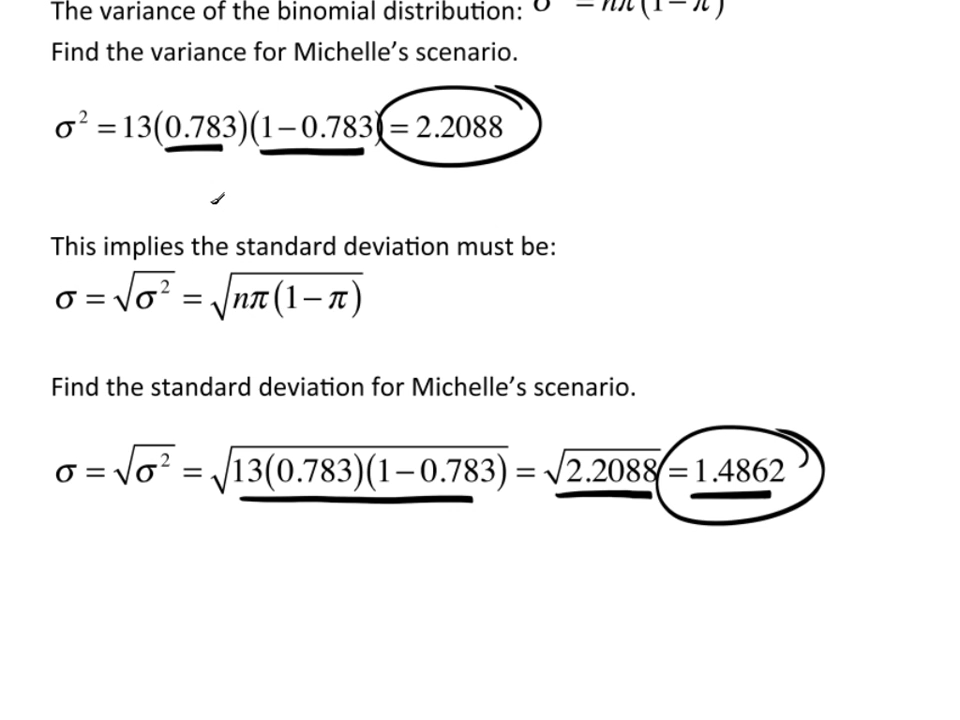 The variance of the binomial distribution: σ = nπ(1−π)
Find the variance for Michelle's scenario.
σ² = 13(0.783)(1−0.783) = 2.2088
This implies the standard deviation must be:
σ = √σ² = √nπ(1−π)
Find the standard deviation for Michelle's scenario.
σ = √σ² = √13(0.783)(1−0.783) = √2.2088 = 1.4862